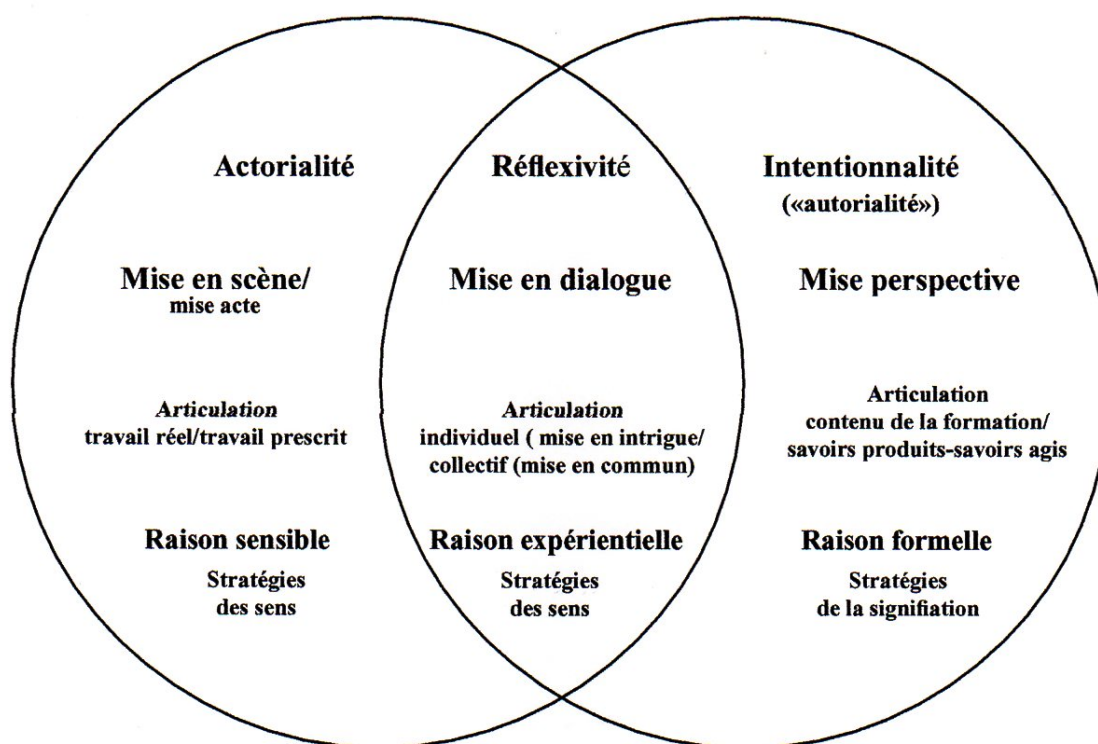 Actorialité
Réflexivité
Intentionnalité
(«autorialité»)
Mise en scène/
mise acte
Mise en dialogue
Mise perspective
Articulation
travail réel/travail prescrit
Articulation
individuel ( mise en intrigue/
collectif (mise en commun)
Articulation
contenu de la formation/
savoirs produits-savoirs agis
Raison sensible
Stratégies
des sens
Raison expérientielle
Stratégies
des sens
Raison formelle
Stratégies
de la signifiation